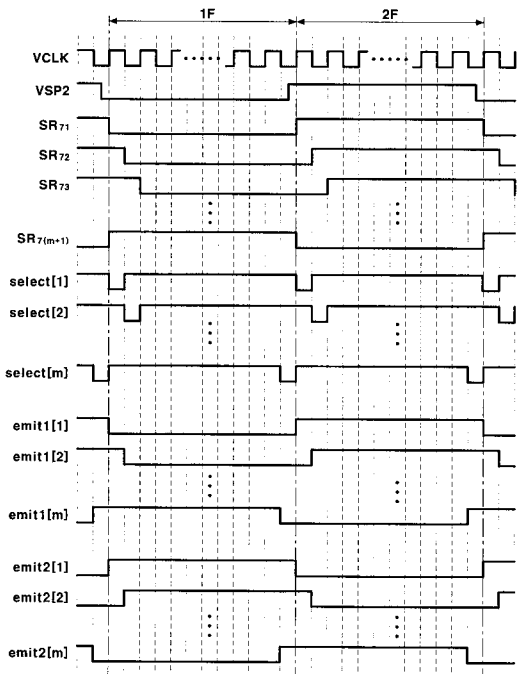 1F 2F
VCLK
VSP2
SR71
SR72
SR73
SR7(m+1)
select[1]
select[2]
select[m]
emit1[1]
emit1[2]
emit1[m]
emit2[1]
emit2[2]
emit2[m]